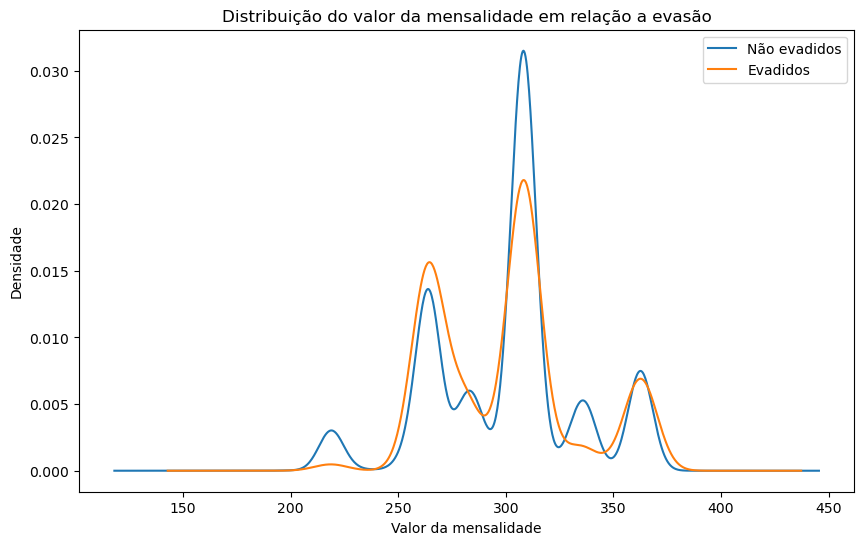 Distribuição do valor da mensalidade em relação a evasão
Não evadidos
Evadidos
0.030
0.025
0.020
0.015
0.010
0.005
0.000
Densidade
150
200
250
300
350
400
450
Valor da mensalidade